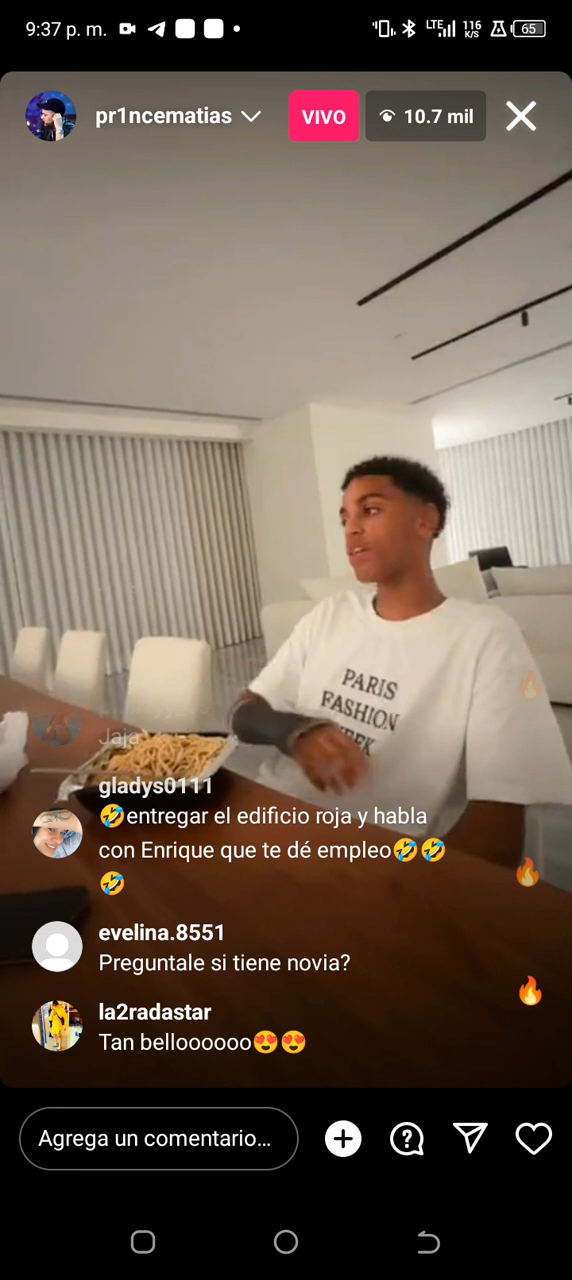 9:37 p. m.
LTE
116
K/S
65
pr1ncematias
VIVO
10.7 mil
PARIS
FASHION
WEEK
Jaja
gladys0111
🤣entregar el edificio roja y habla
con Enrique que te dé empleo🤣🤣
🤣
evelina.8551
Preguntale si tiene novia?
la2radastar
Tan belloooooo😍😍
Agrega un comentario...